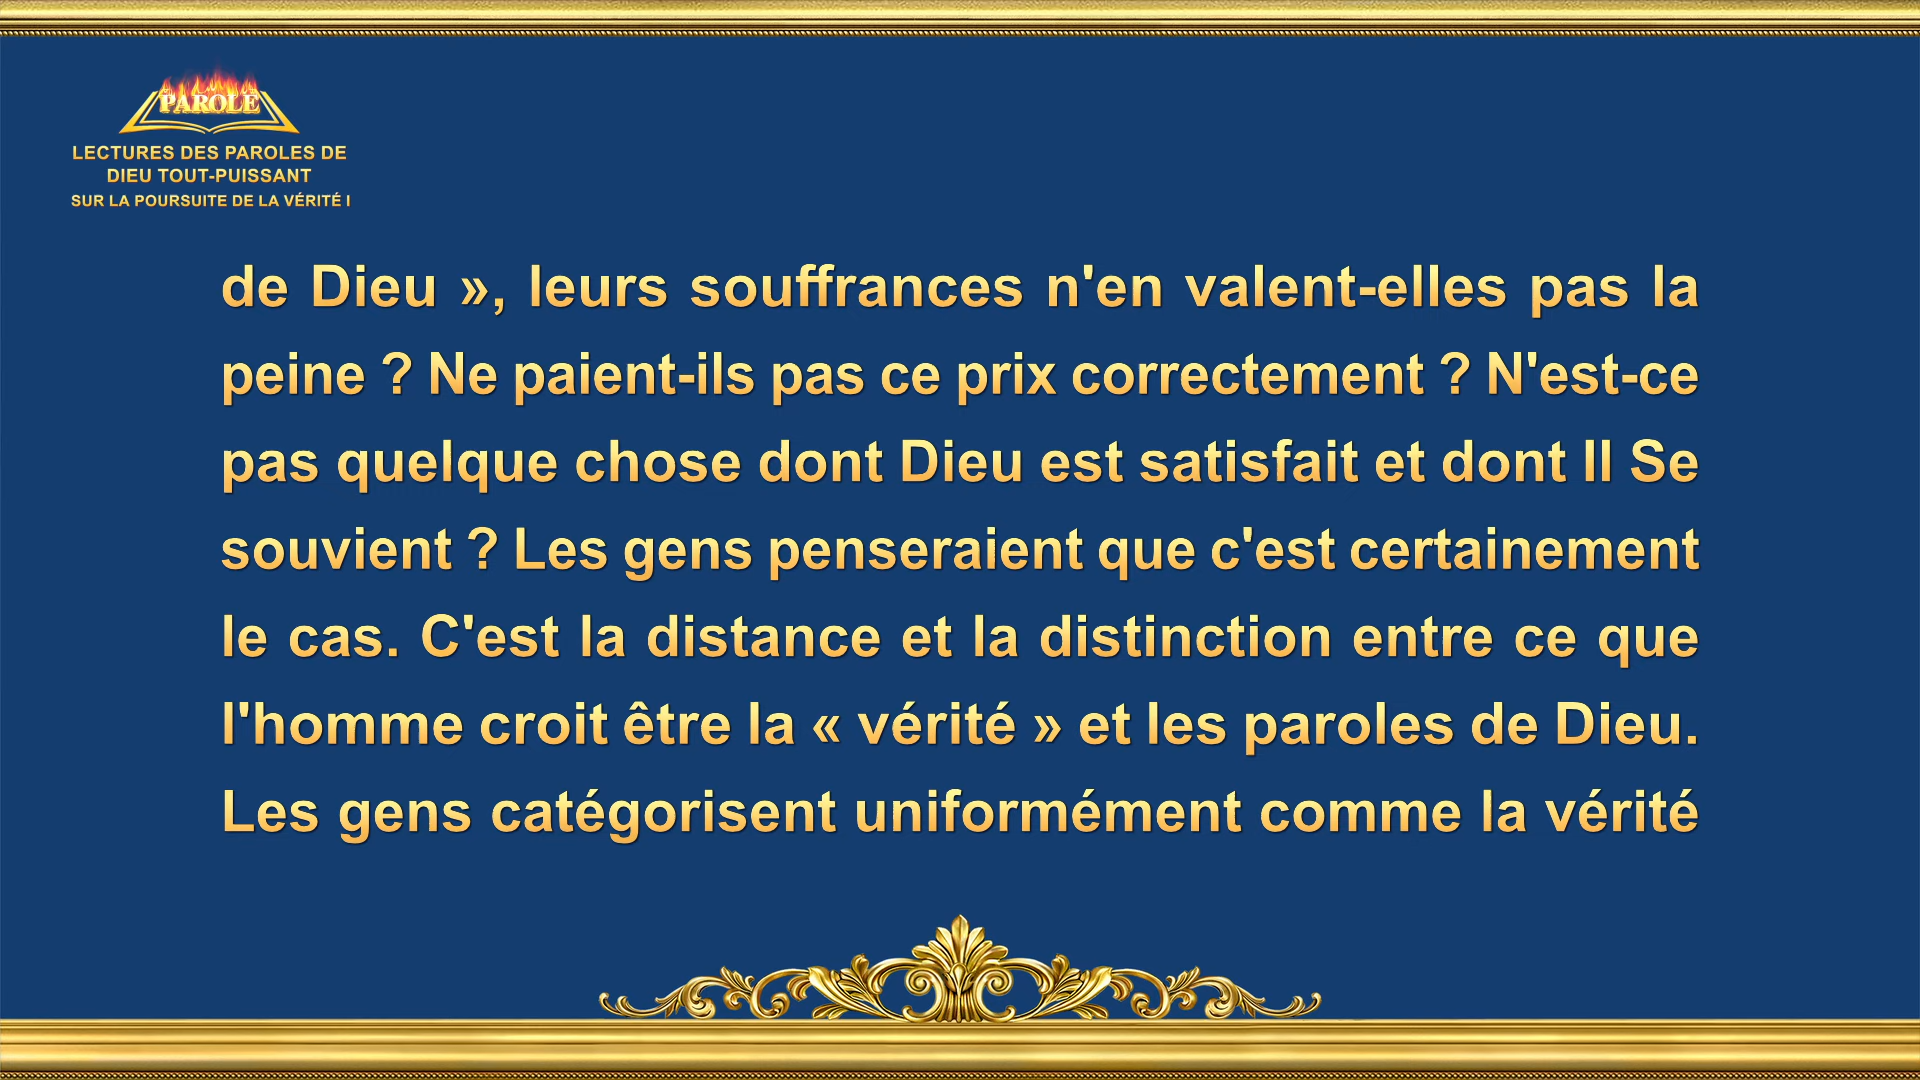 PAROLE
LECTURES DES PAROLES DE
DIEU TOUT-PUISSANT
SUR LA POURSUITE DE LA VÉRITÉ I
de Dieu », leurs souffrances n'en valent-elles pas la
peine ? Ne paient-ils pas ce prix correctement ? N'est-ce
pas quelque chose dont Dieu est satisfait et dont Il Se
souvient ? Les gens penseraient que c'est certainement
le cas. C'est la distance et la distinction entre ce que
l'homme croit être la « vérité » et les paroles de Dieu.
Les gens catégorisent uniformément comme la vérité